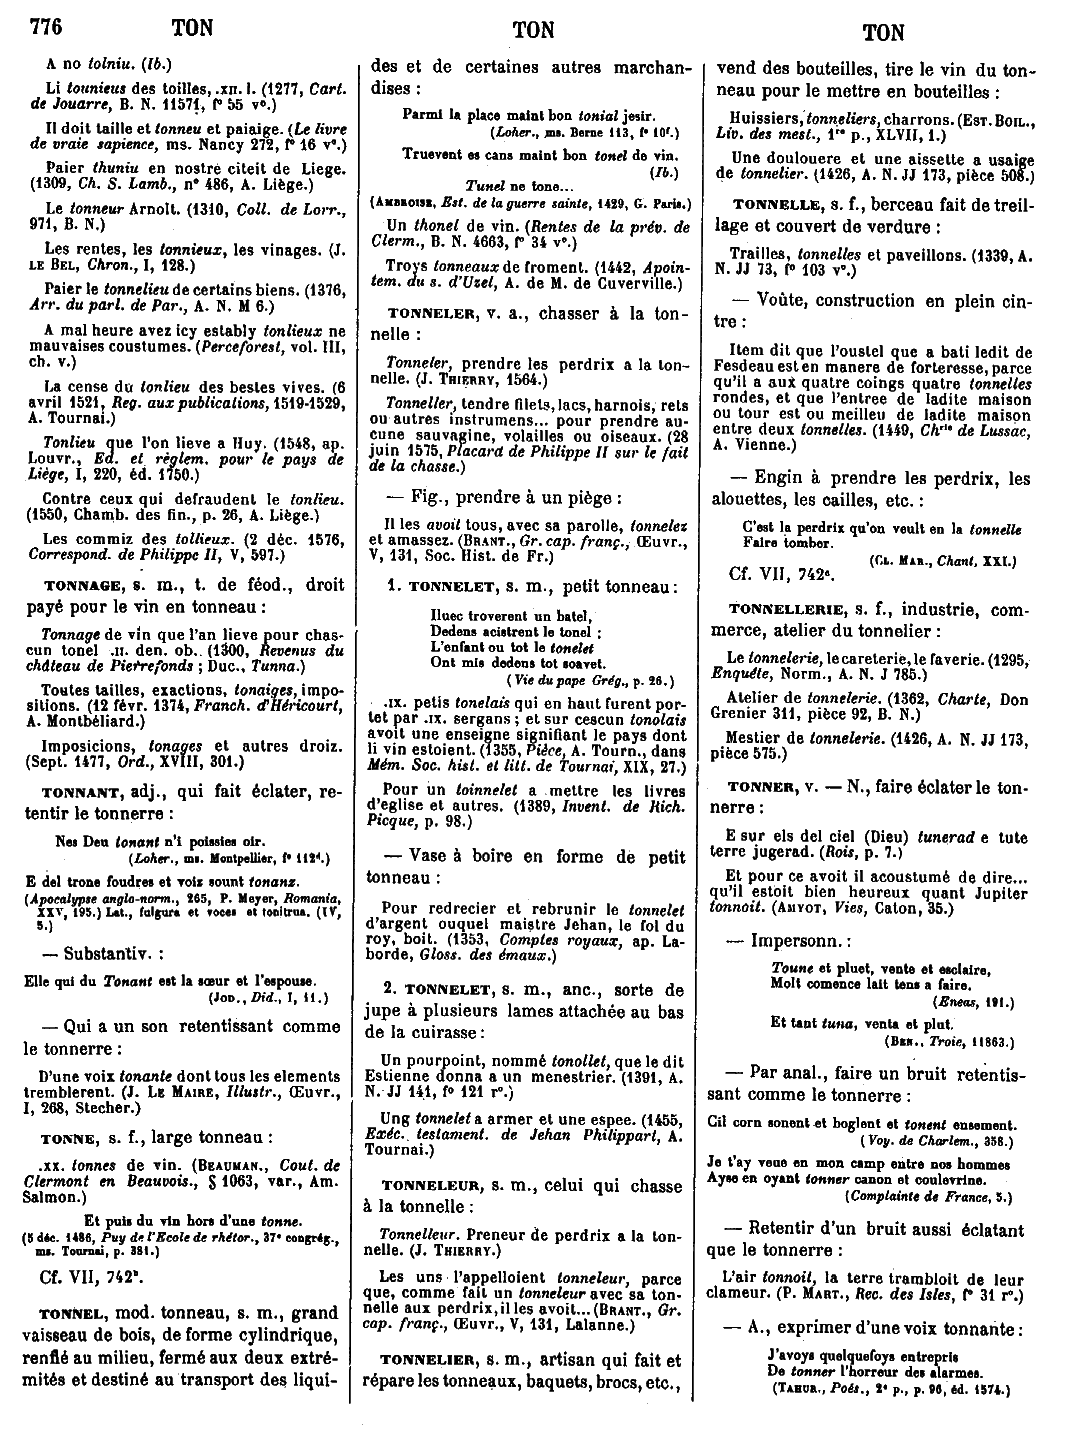 776 TON TON TON
A no tolniu. (Ib.)
Li tounieus des toilles, .XII. l. (1277, Cart.
de Jouarre, B. N. 11571, f° 55 v°.)
Il doit taille et tonneu et paiaige. (Le livre
de vraie sapience, ms. Nancy 272, f° 16 v°.)
Paier thuniu en nostre citeit de Liege.
(1309, Ch. S. Lamb., n° 486, A. Liège.)
Le tonneur Arnolt. (1310, Coll. de Lorr.,
971, B. N.)
Les rentes, les tonnieux, les vinages. (J.
LE BEL, Chron., I, 128.)
Paier le tonnelieu de certains biens. (1376,
Arr. du parl. de Par., A. N. M 6.)
A mal heure avez icy estably tonlieux ne
mauvaises coustumes. (Perceforest, vol. III,
ch. v.)
La cense du tonlieu des bestes vives. (6
avril 1521, Reg. aux publications, 1519-1529,
A. Tournai.)
Tonlieu que l'on lieve a Huy. (1548, ap.
Louvr., Ed. et règlem. pour le pays de
Liège, I, 220, éd. 1750.)
Contre ceux qui defraudent le tonlieu.
(1550, Chamb. des fin., p. 26, A. Liège.)
Les commiz des tollieux. (2 déc. 1576,
Correspond. de Philippe II, V, 597.)
TONNAGE, s. m., t. de féod., droit
payé pour le vin en tonneau :
Tonnage de vin que l'an lieve pour chas-
cun tonel .II. den. ob.. (1300, Revenus du
château de Pierrefonds ; Duc., Tunna.)
Toutes tailles, exactions, tonaiges, impo-
sitions. (12 févr. 1374, Franch. d'Héricourt,
A. Montbéliard.)
Imposicions, tonages et autres droiz.
(Sept. 1477, Ord., XVIII, 301.)
TONNANT, adj., qui fait éclater, re-
tentir le tonnerre :
Nes Deu tonant n'i poissies oir.
(Loher., ms. Montpellier, f° 112d.)
E del trone foudres et voiz sount tonanz.
(Apocalypse anglo-norm., 265, P. Meyer, Romania,
XXV, 195.) Lat., fulgura et voces et tonitrua. (IV,
5.)
— Substantiv. :
Elle qui du Tonant est la sœur et l'espouse.
(JOD., Did., I, II.)
— Qui a un son retentissant comme
le tonnerre :
D'une voix tonante dont tous les elements
tremblerent. (J. LE MAIRE, Illustr., Œuvr.,
I, 268, Stecher.)
TONNE, s. f., large tonneau :
.XX. tonnes de vin. (BEAUMAN., Cout. de
Clermont en Beauvois., § 1063, var., Am.
Salmon.)
Et puis du vin hors d'une tonne.
(5 déc. 1486, Puy de l'Ecole de rhétor., 37e congrég.,
ms. Tournai, p. 381.)
Cf. VII, 742b.
TONNEL, mod. tonneau, s. m., grand
vaisseau de bois, de forme cylindrique,
renflé au milieu, fermé aux deux extré-
mités et destiné au transport des liqui-
des et de certaines autres marchan-
dises :
Parmi la place maint bon tonial jesir.
(Loher., ms. Berne 113, f° 10f.)
Truevent es cans maint bon tonel de vin.
(Ib.)
Tunel ne tone...
(AMBROISE, Est. de la guerre sainte, 1429, G. Paris.)
Un thonel de vin. (Rentes de la prév. de
Clerm., B. N. 4663, f° 34 v°.)
Troys tonneaux de froment. (1442, Apoin-
tem. du s. d'Uzel, A. de M. de Cuverville.)
TONNELER, v. a., chasser à la ton-
nelle :
Tonneler, prendre les perdrix a la ton-
nelle. (J. THIERRY, 1564.)
Tonneller, tendre filets, lacs, harnois, rets
ou autres instrumens... pour prendre au-
cune sauvagine, volailles ou oiseaux. (28
juin 1575, Placard de Philippe II sur le fait
de la chasse.)
— Fig., prendre à un piège :
Il les avoit tous, avec sa parolle, tonnelez
et amassez. (BRANT., Gr. cap. franç., Œuvr.,
V, 131, Soc. Hist. de Fr.)
1. TONNELET, s. m., petit tonneau :
Iluec troverent un batel,
Dedens acistrent le tonel ;
L'enfant ou tot le tonelet
Ont mis dedens tot soavet.
(Vie du pape Grég., p. 26.)
.IX. petis tonelais qui en haut furent por-
tet par .IX. sergans ; et sur cescun tonolais
avoit une enseigne signifiant le pays dont
li vin estoient. (1355, Pièce, A. Tourn., dans
Mém. Soc. hist. et litt. de Tournai, XIX, 27.)
Pour un toinnelet a mettre les livres
d'eglise et autres. (1389, Invent. de Rich.
Picque, p. 98.)
— Vase à boire en forme de petit
tonneau :
Pour redrecier et rebrunir le tonnelet
d'argent ouquel maistre Jehan, le fol du
roy, boit. (1353, Comptes royaux, ap. La-
borde, Gloss. des émaux.)
2. TONNELET, s. m., anc., sorte de
jupe à plusieurs lames attachée au bas
de la cuirasse :
Un pourpoint, nommé tonollet, que le dit
Estienne donna a un menestrier. (1391, A.
N. JJ 141, f° 121 r°.)
Ung tonnelet a armer et une espee. (1455,
Exéc. testament. de Jehan Philippart, A.
Tournai.)
TONNELEUR, s. m., celui qui chasse
à la tonnelle :
Tonnelleur. Preneur de perdrix a la ton-
nelle. (J. THIERRY.)
Les uns l'appelloient tonneleur, parce
que, comme fait un tonneleur avec sa ton-
nelle aux perdrix, il les avoit... (BRANT., Gr.
cap. franç., Œuvr., V, 131, Lalanne.)
TONNELIER, s. m., artisan qui fait et
répare les tonneaux, baquets, brocs, etc.,
vend des bouteilles, tire le vin du ton-
neau pour le mettre en bouteilles :
Huissiers, tonneliers, charrons. (EST. BOIL.,
Liv. des mest., 1re p., XLVII, 1.)
Une doulouere et une aissette a usaige
de tonnelier. (1426, A. N. JJ 173, pièce 508.)
TONNELLE, s. f., berceau fait de treil-
lage et couvert de verdure :
Trailles, tonnelles et paveillons. (1339, A.
N. JJ 73, f° 103 v°.)
— Voûte, construction en plein cin-
tre :
Item dit que l'oustel que a bati ledit de
Fesdeau est en manere de forteresse, parce
qu'il a aux quatre coings quatre tonnelles
rondes, et que l'entree de ladite maison
ou tour est ou meilleu de ladite maison
entre deux tonnelles. (1449, Chrie de Lussac,
A. Vienne.)
— Engin à prendre les perdrix, les
alouettes, les cailles, etc. :
C'est la perdrix qu'on veult en la tonnelle
Faire tomber.
(CL. MAR., Chant, XXI.)
Cf. VII, 742a.
TONNELLERIE, s. f., industrie, com-
merce, atelier du tonnelier :
Le tonnelerie, le careterie, le faverie. (1295,
Enquête, Norm., A. N. J 785.)
Atelier de tonnelerie. (1362, Charte, Don
Grenier 311, pièce 92, B. N.)
Mestier de tonnelerie. (1426, A. N. JJ 173,
pièce 575.)
TONNER, v. — N., faire éclater le ton-
nerre :
E sur els del ciel (Dieu) tunerad e tute
terre jugerad. (Rois, p. 7.)
Et pour ce avoit il acoustumé de dire...
qu'il estoit bien heureux quant Jupiter
tonnoit. (AMYOT, Vies, Caton, 35.)
— Impersonn. :
Toune et pluet, vente et esclaire,
Molt comence lait tens a faire.
(Eneas, 191.)
Et tant tuna, venta et plut.
(BEN., Troie, 11863.)
— Par anal., faire un bruit retentis-
sant comme le tonnerre :
Cil corn sonent et boglent et tonent ensement.
(Voy. de Charlem., 358.)
Je t'ay veue en mon camp entre nos hommes
Ayse en oyant tonner canon et coulevrine.
(Complainte de France, 5.)
— Retentir d'un bruit aussi éclatant
que le tonnerre :
L'air tonnoit, la terre trambloit de leur
clameur. (P. MART., Rec. des Isles, f° 31 r°.)
— A., exprimer d'une voix tonnante :
J'avoys quelquefoys entrepris
De tonner l'horreur des alarmes.
(TAHUR., Poés., 2e p., p. 96, éd. 1574.)